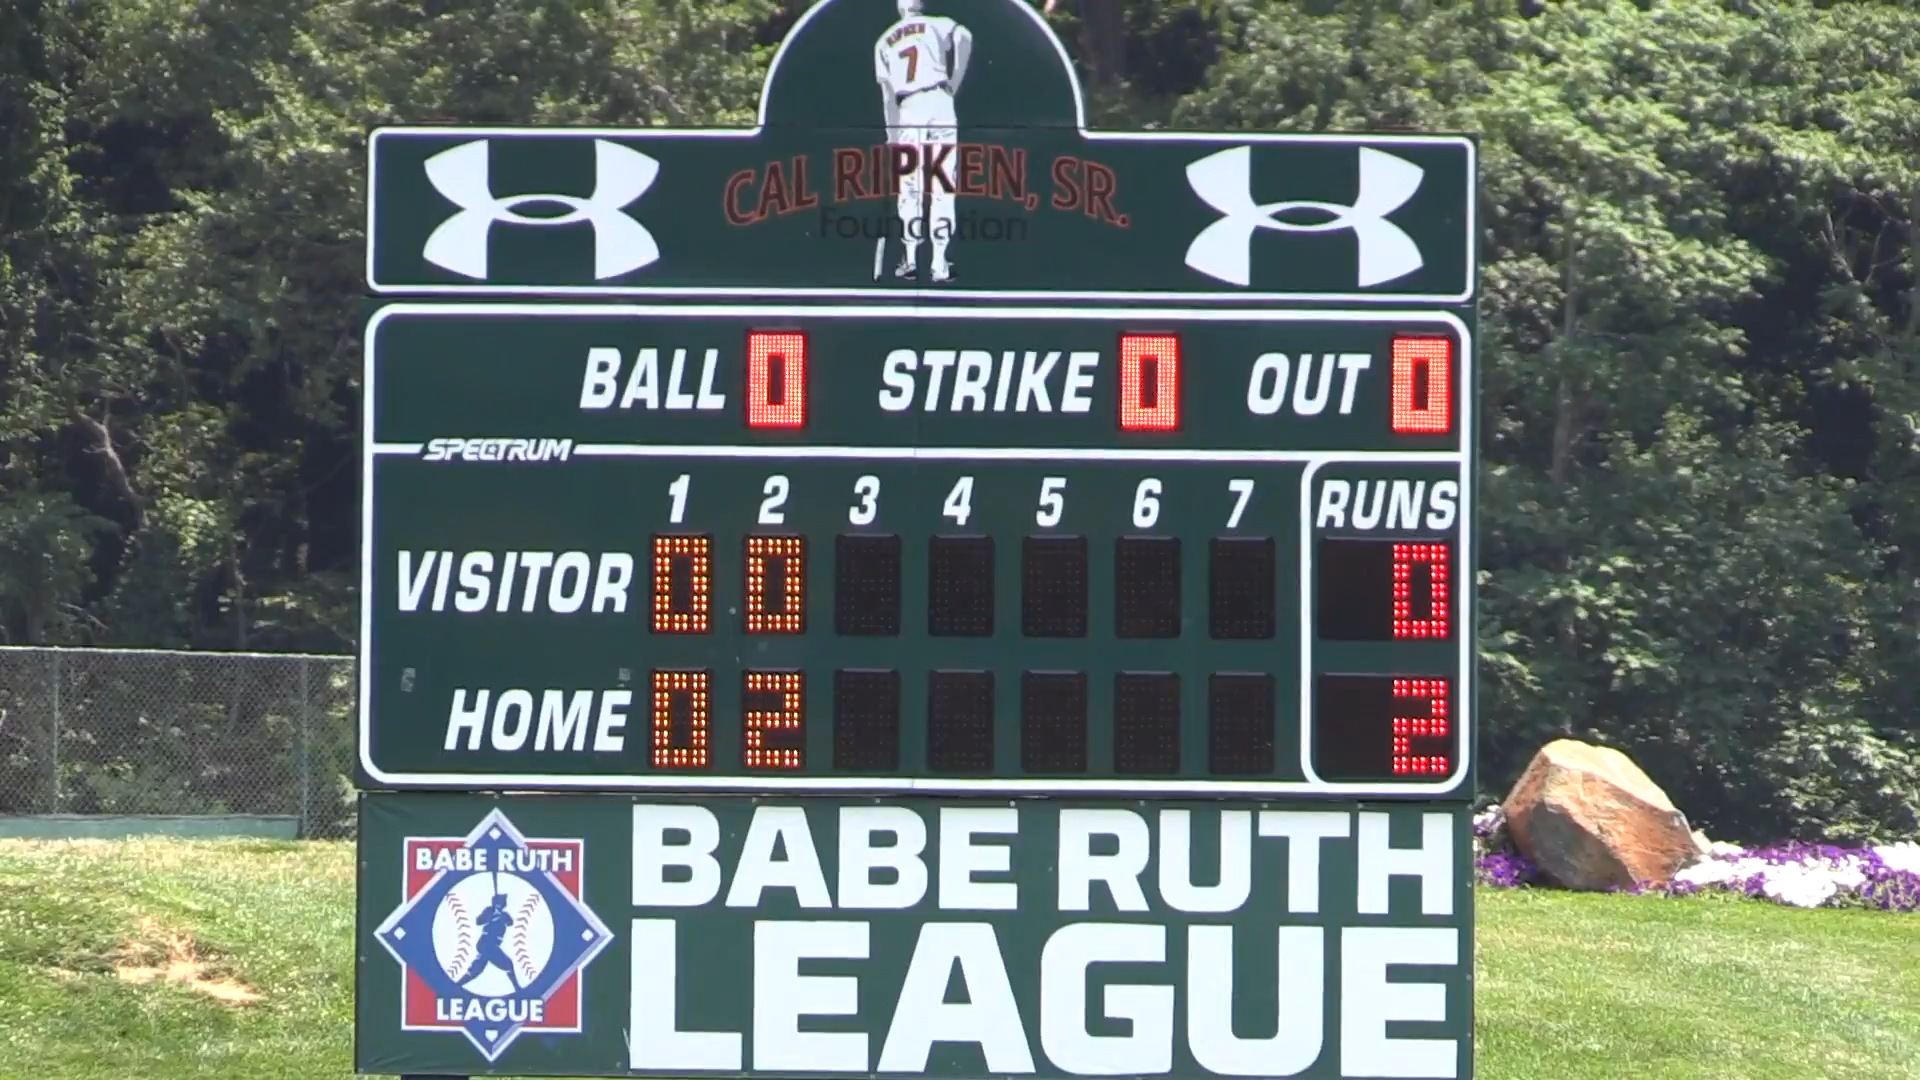 RIPKEN
7
CAL RIPKEN, SR.
Foundation
BALL 0 STRIKE 0 OUT 0
SPECTRUM
1 2 3 4 5 6 7 RUNS
VISITOR 0 0 0
HOME 0 2 2
BABE RUTH
LEAGUE
BABE RUTH
LEAGUE